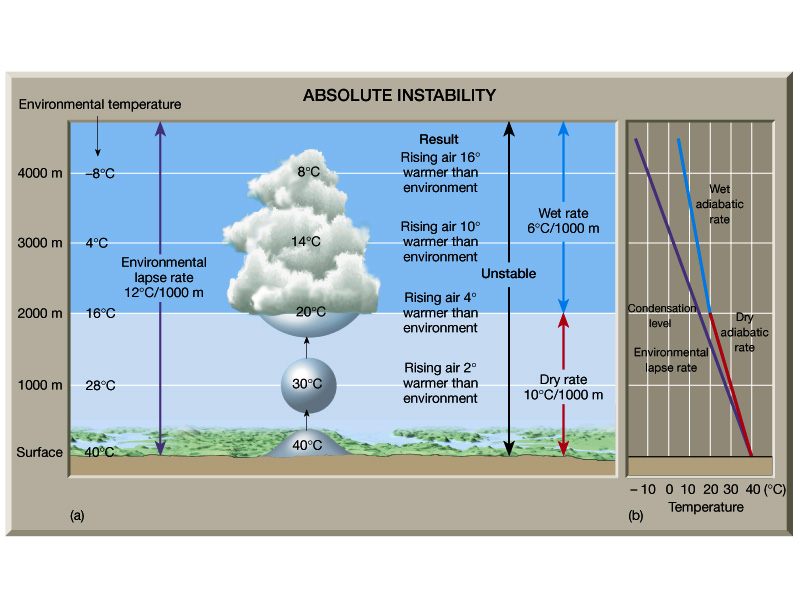 ABSOLUTE INSTABILITY
Environmental temperature
Result
4000 m
–8°C
8°C
Rising air 16°
warmer than
environment
3000 m
4°C
14°C
Rising air 10°
warmer than
environment
Environmental
lapse rate
12°C/1000 m
Unstable
Wet rate
6°C/1000 m
2000 m
16°C
20°C
Rising air 4°
warmer than
environment
1000 m
28°C
30°C
Rising air 2°
warmer than
environment
Dry rate
10°C/1000 m
Surface
40°C
40°C
(a)
Wet
adiabatic
rate
Condensation
level
Dry
adiabatic
rate
Environmental
lapse rate
–10 0 10 20 30 40 (°C)
Temperature
(b)